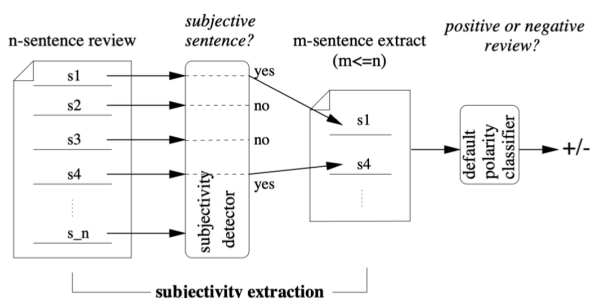 n-sentence review
s1
s2
s3
s4
s_n
subjective
sentence?
subjectivity
detector
yes
no
no
yes
m-sentence extract
(m<=n)
s1
s4
positive or negative
review?
default
polarity
classifier
+/-
subjectivity extraction